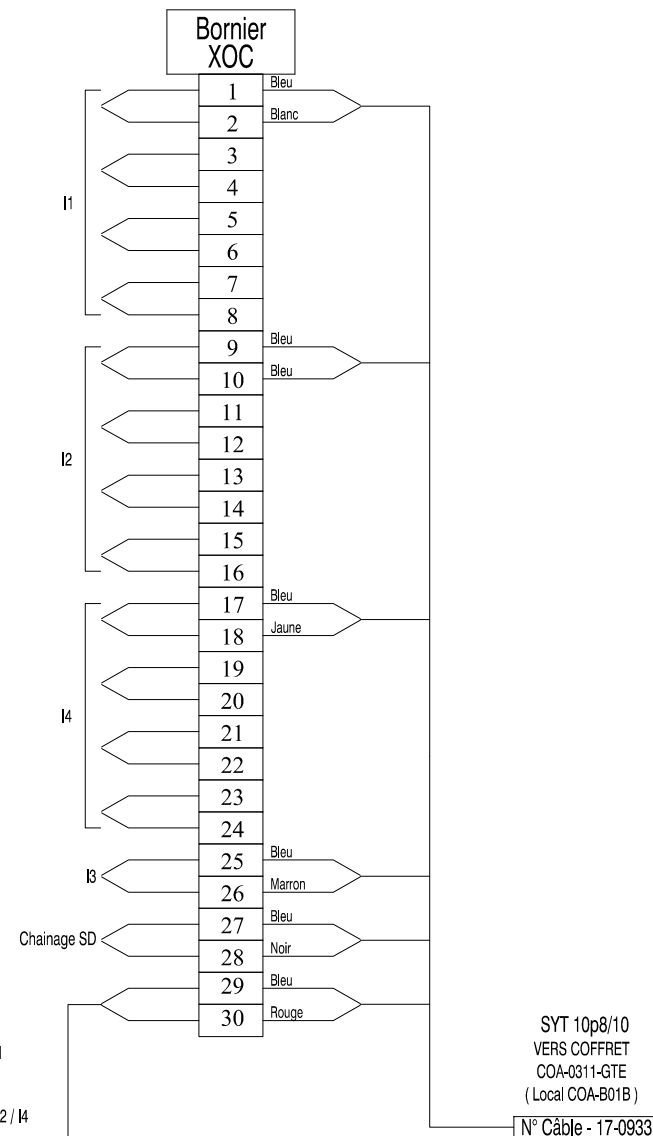 Bornier
XOC
1 Bleu
2 Blanc
3
4
I1
5
6
7
8
9 Bleu
10 Bleu
11
12
I2
13
14
15
16
17 Bleu
18 Jaune
19
20
I4
21
22
23
24
25 Bleu
I3
26 Marron
27 Bleu
Chainage SD
28 Noir
29 Bleu
30 Rouge
SYT 10p8/10
VERS COFFRET
COA-0311-GTE
( Local COA-B01B )
2 / I4
N° Câble - 17-0933